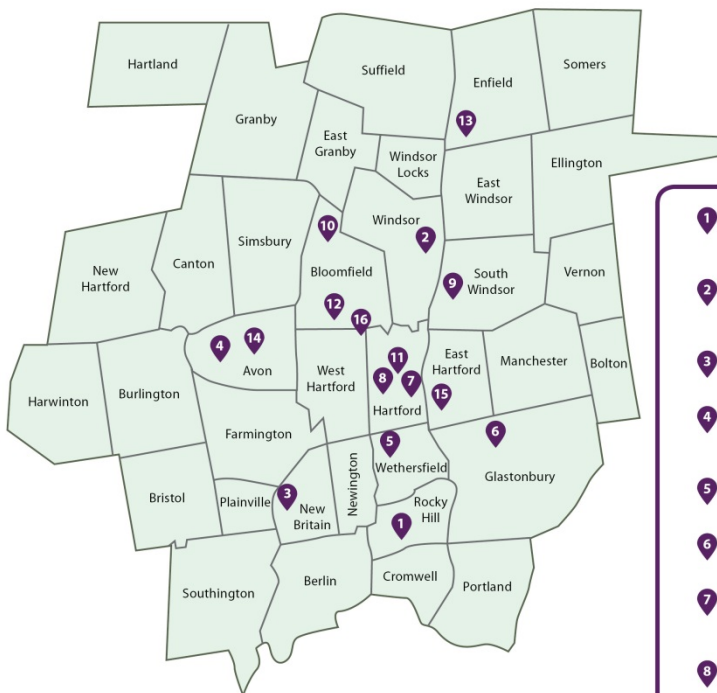 Hartland
Suffield
Enfield
Somers
13
Granby
East
Granby
Windsor
Locks
Ellington
East
Windsor
1
10
Windsor
2
Simsbury
Canton
New
Hartford
Bloomfield
9
South
Windsor
Vernon
2
12
16
4
14
Avon
West
Hartford
11
8
7
Hartford
East
Hartford
15
Manchester
Bolton
3
Harwinton
Burlington
4
Farmington
5
Wethersfield
6
Glastonbury
Bristol
Plainville
3
New
Britain
Newington
5
Rocky
Hill
1
6
Southington
Berlin
Cromwell
Portland
7
8